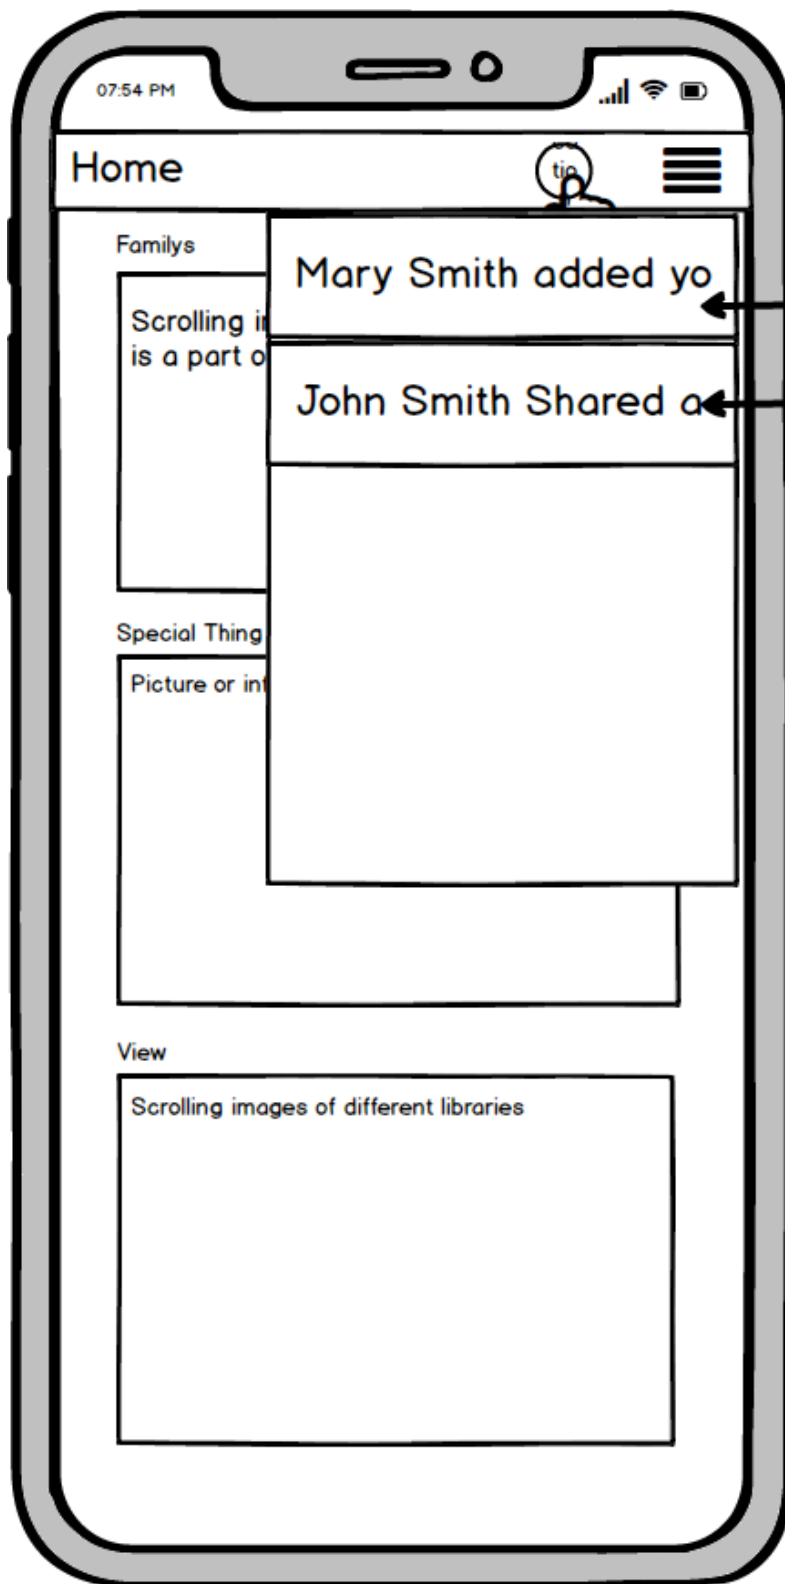 07:54 PM
Home
tio
Familys
Mary Smith added yo
Scrolling i
is a part o
John Smith Shared a
Special Thing
Picture or in
View
Scrolling images of different libraries